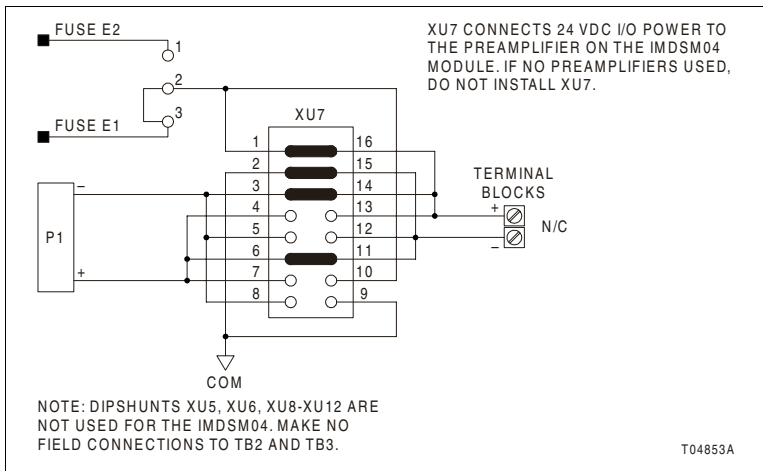 FUSE E2
1
2
3
FUSE E1
XU7 CONNECTS 24 VDC I/O POWER TO
THE PREAMPLIFIER ON THE IMDSM04
MODULE. IF NO PREAMPLIFIERS USED,
DO NOT INSTALL XU7.
XU7
1 16
2 15
3 14
4 13
5 12
6 11
7 10
8 9
P1
–
+
TERMINAL
BLOCKS
+
–
N/C
COM
NOTE: DIPSHUNTS XU5, XU6, XU8-XU12 ARE
NOT USED FOR THE IMDSM04. MAKE NO
FIELD CONNECTIONS TO TB2 AND TB3.
T04853A